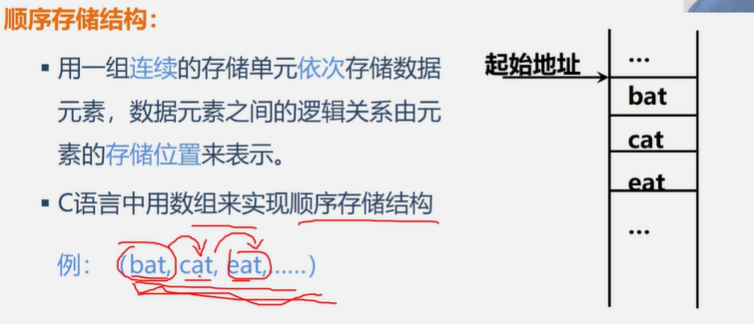 顺序存储结构：
▪ 用一组连续的存储单元依次存储数据
元素，数据元素之间的逻辑关系由元
素的存储位置来表示。
▪ C语言中用数组来实现顺序存储结构
例：（bat, cat, eat,……）
起始地址
…
bat
cat
eat
…